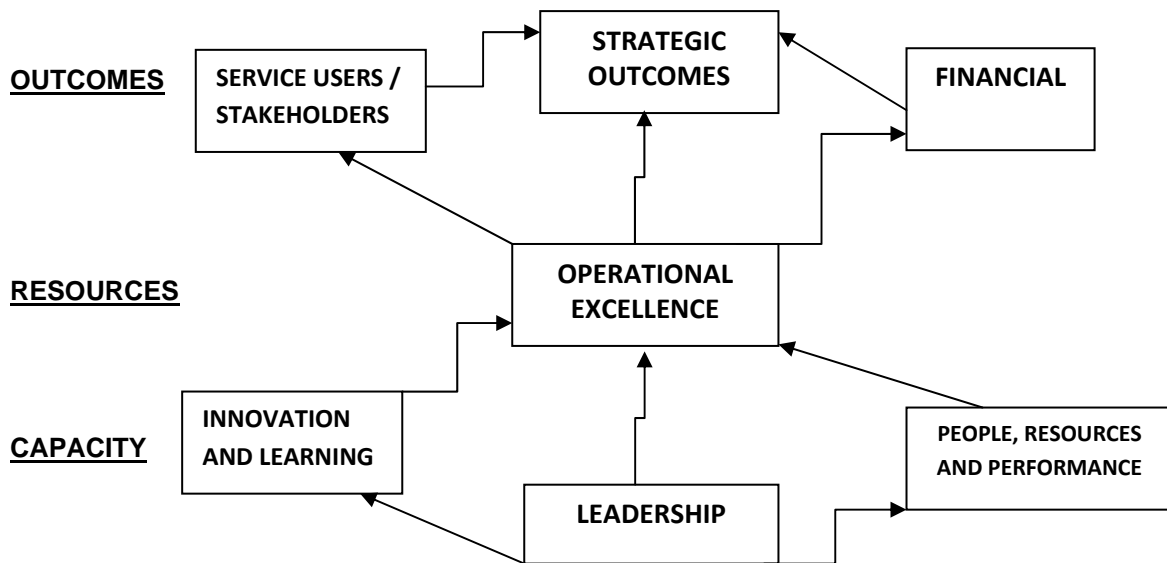 OUTCOMES
SERVICE USERS /
STAKEHOLDERS
STRATEGIC
OUTCOMES
FINANCIAL
RESOURCES
OPERATIONAL
EXCELLENCE
CAPACITY
INNOVATION
AND LEARNING
LEADERSHIP
PEOPLE, RESOURCES
AND PERFORMANCE